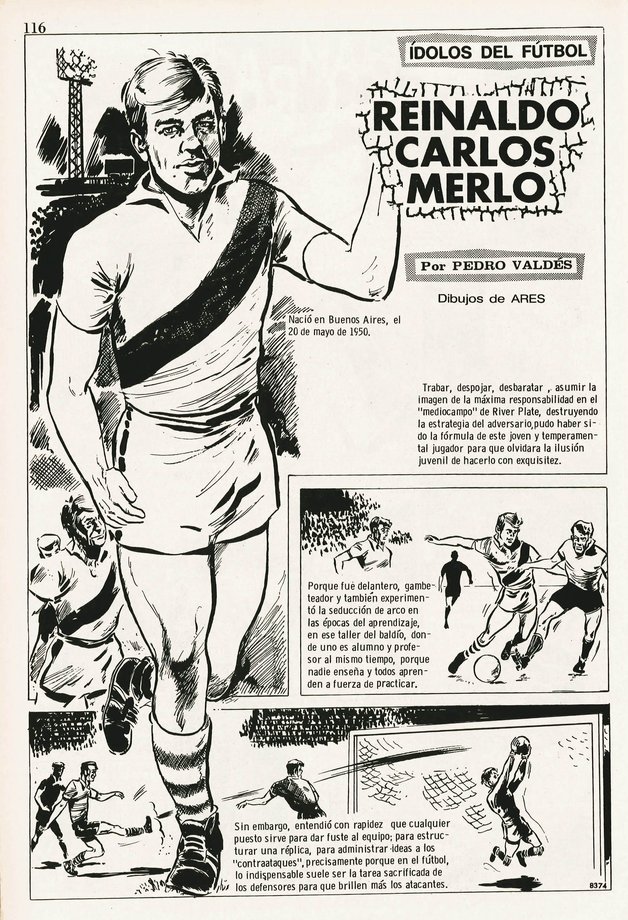 116
ÍDOLOS DEL FÚTBOL
REINALDO
CARLOS
MERLO
Por PEDRO VALDÉS
Dibujos de ARES
Nació en Buenos Aires, el
20 de mayo de 1950.
Trabar, despojar, desbaratar , asumir la
imagen de la máxima responsabilidad en el
"mediocampo" de River Plate, destruyendo
la estrategia del adversario,pudo haber si-
do la fórmula de este joven y temperamen-
tal jugador para que olvidara la ilusión
juvenil de hacerlo con exquisitez.
Porque fué delantero, gambe-
teador y también experimen-
tó la seducción de arco en
las épocas del aprendizaje,
en ese taller del baldío, don-
de uno es alumno y profe-
sor al mismo tiempo, porque
nadie enseña y todos apren-
den a fuerza de practicar.
Sin embargo, entendió con rapidez que cualquier
puesto sirve para dar fuste al equipo; para estruc-
turar una réplica, para administrar ideas a los
"contraataques", precisamente porque en el fútbol,
lo indispensable suele ser la tarea sacrificada de
los defensores para que brillen más los atacantes.
8374